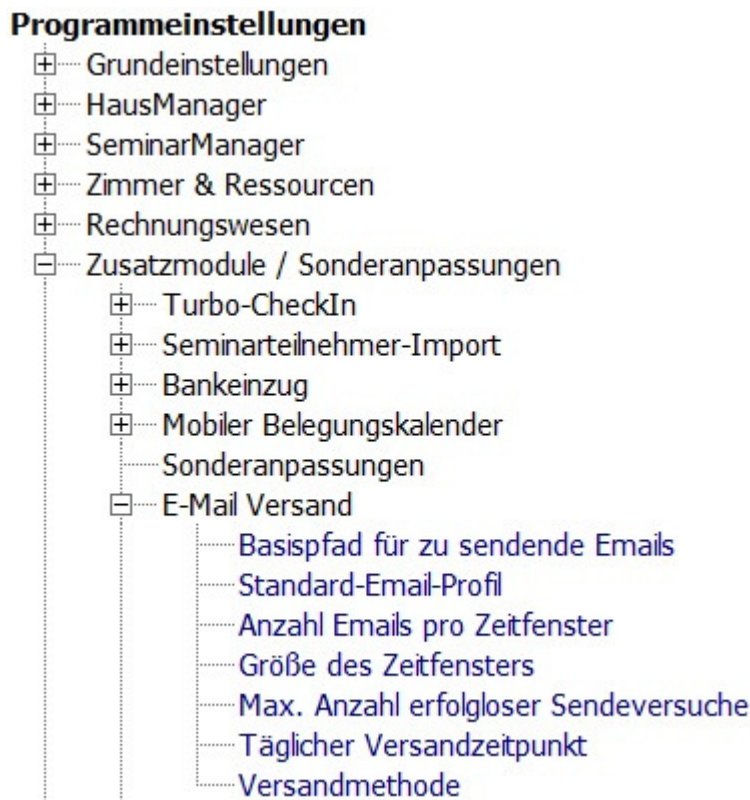 Programmeinstellungen
Grundeinstellungen
HausManager
SeminarManager
Zimmer & Ressourcen
Rechnungswesen
Zusatzmodule / Sonderanpassungen
Turbo-CheckIn
Seminarteilnehmer-Import
Bankeinzug
Mobiler Belegungskalender
Sonderanpassungen
E-Mail Versand
Basispfad für zu sendende Emails
Standard-Email-Profil
Anzahl Emails pro Zeitfenster
Größe des Zeitfensters
Max. Anzahl erfolgloser Sendeversuche
Täglicher Versandzeitpunkt
Versandmethode